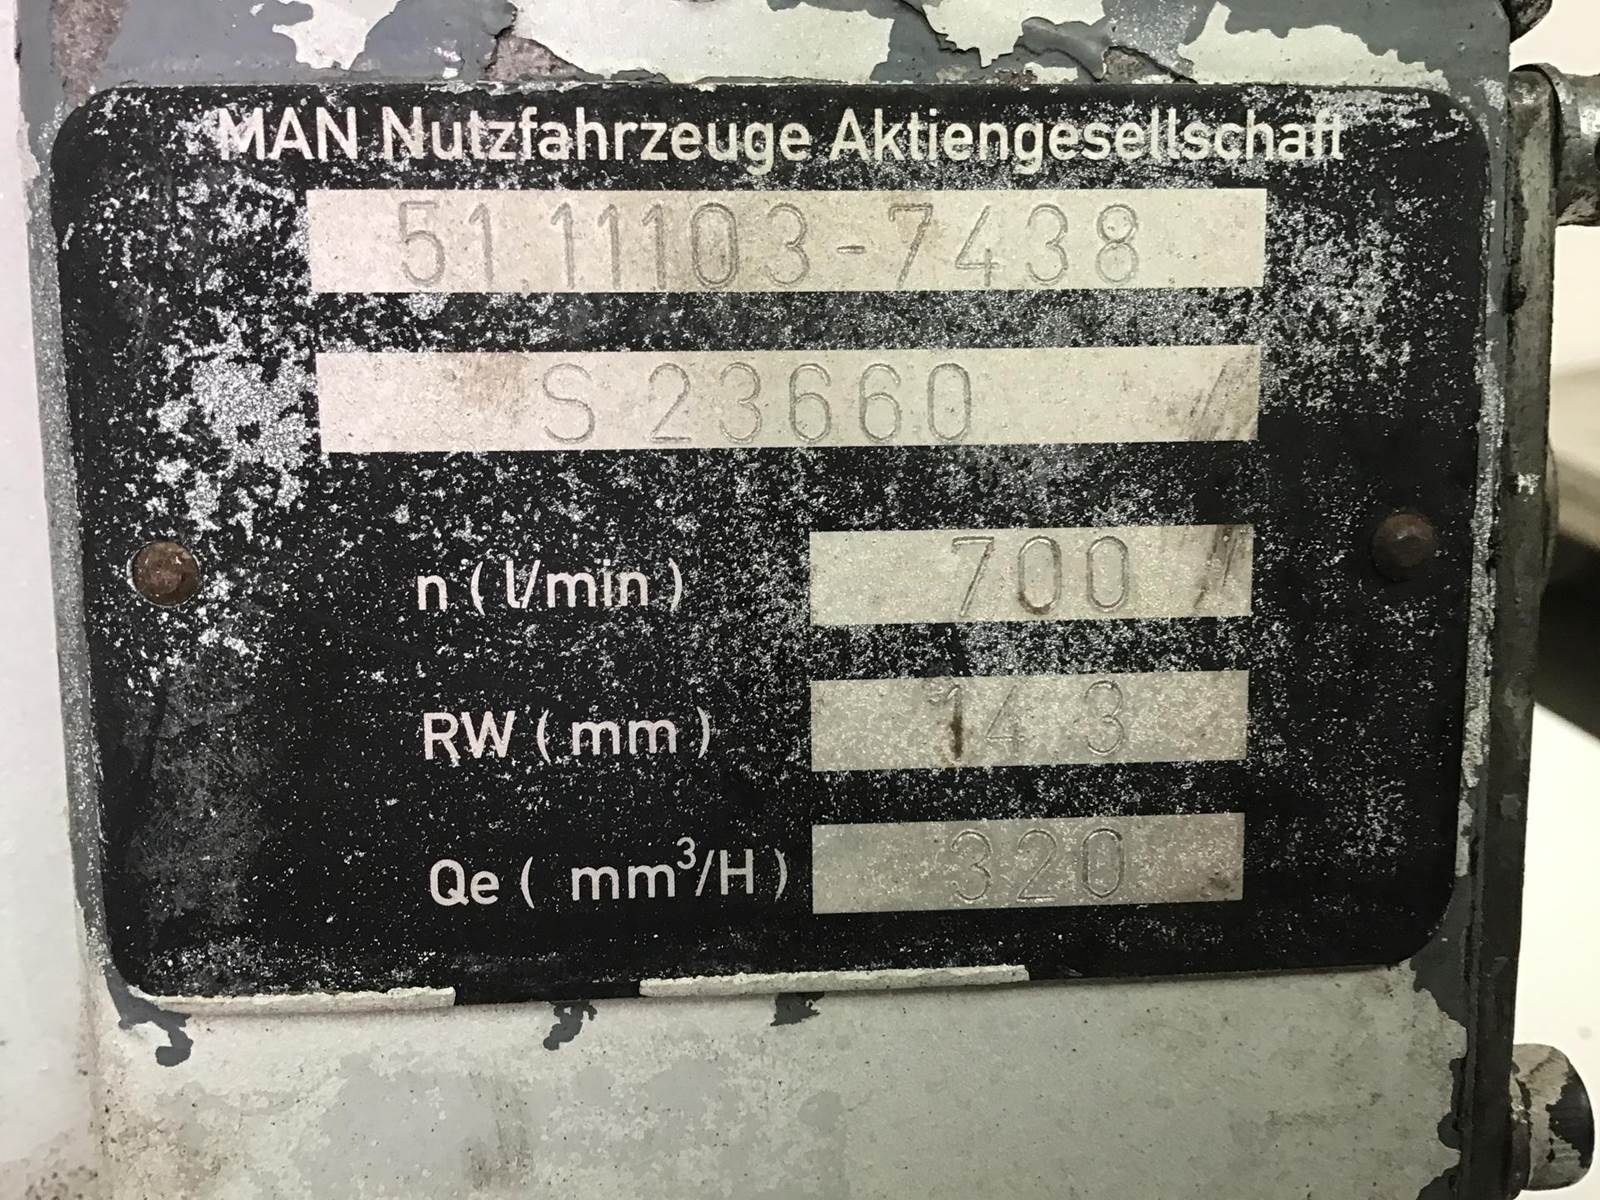 MAN Nutzfahrzeuge Aktiengesellschaft
51.11103-7438
S 23660
n ( l/min ) 700
RW ( mm ) 14 3
Qe ( mm³/H ) 320